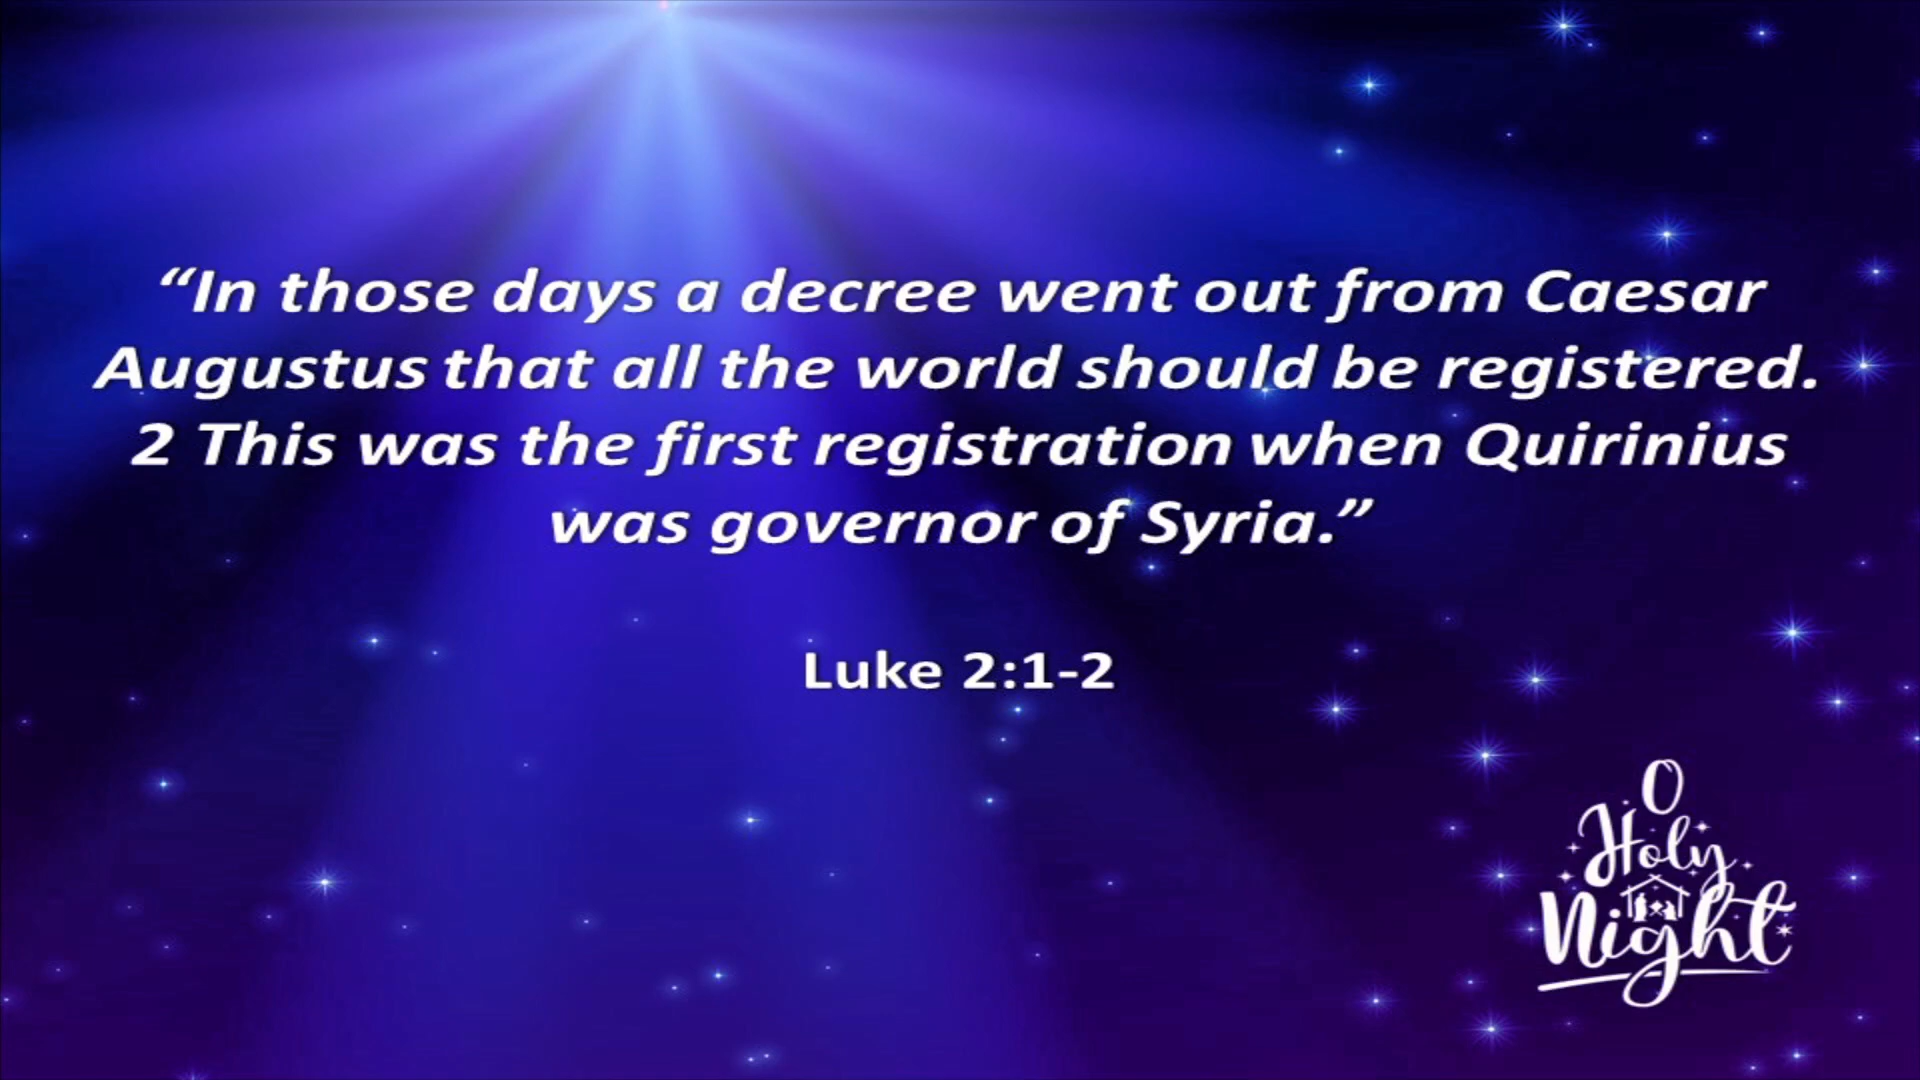 “In those days a decree went out from Caesar
Augustus that all the world should be registered.
2 This was the first registration when Quirinius
was governor of Syria.”
Luke 2:1-2
O
Holy
Night